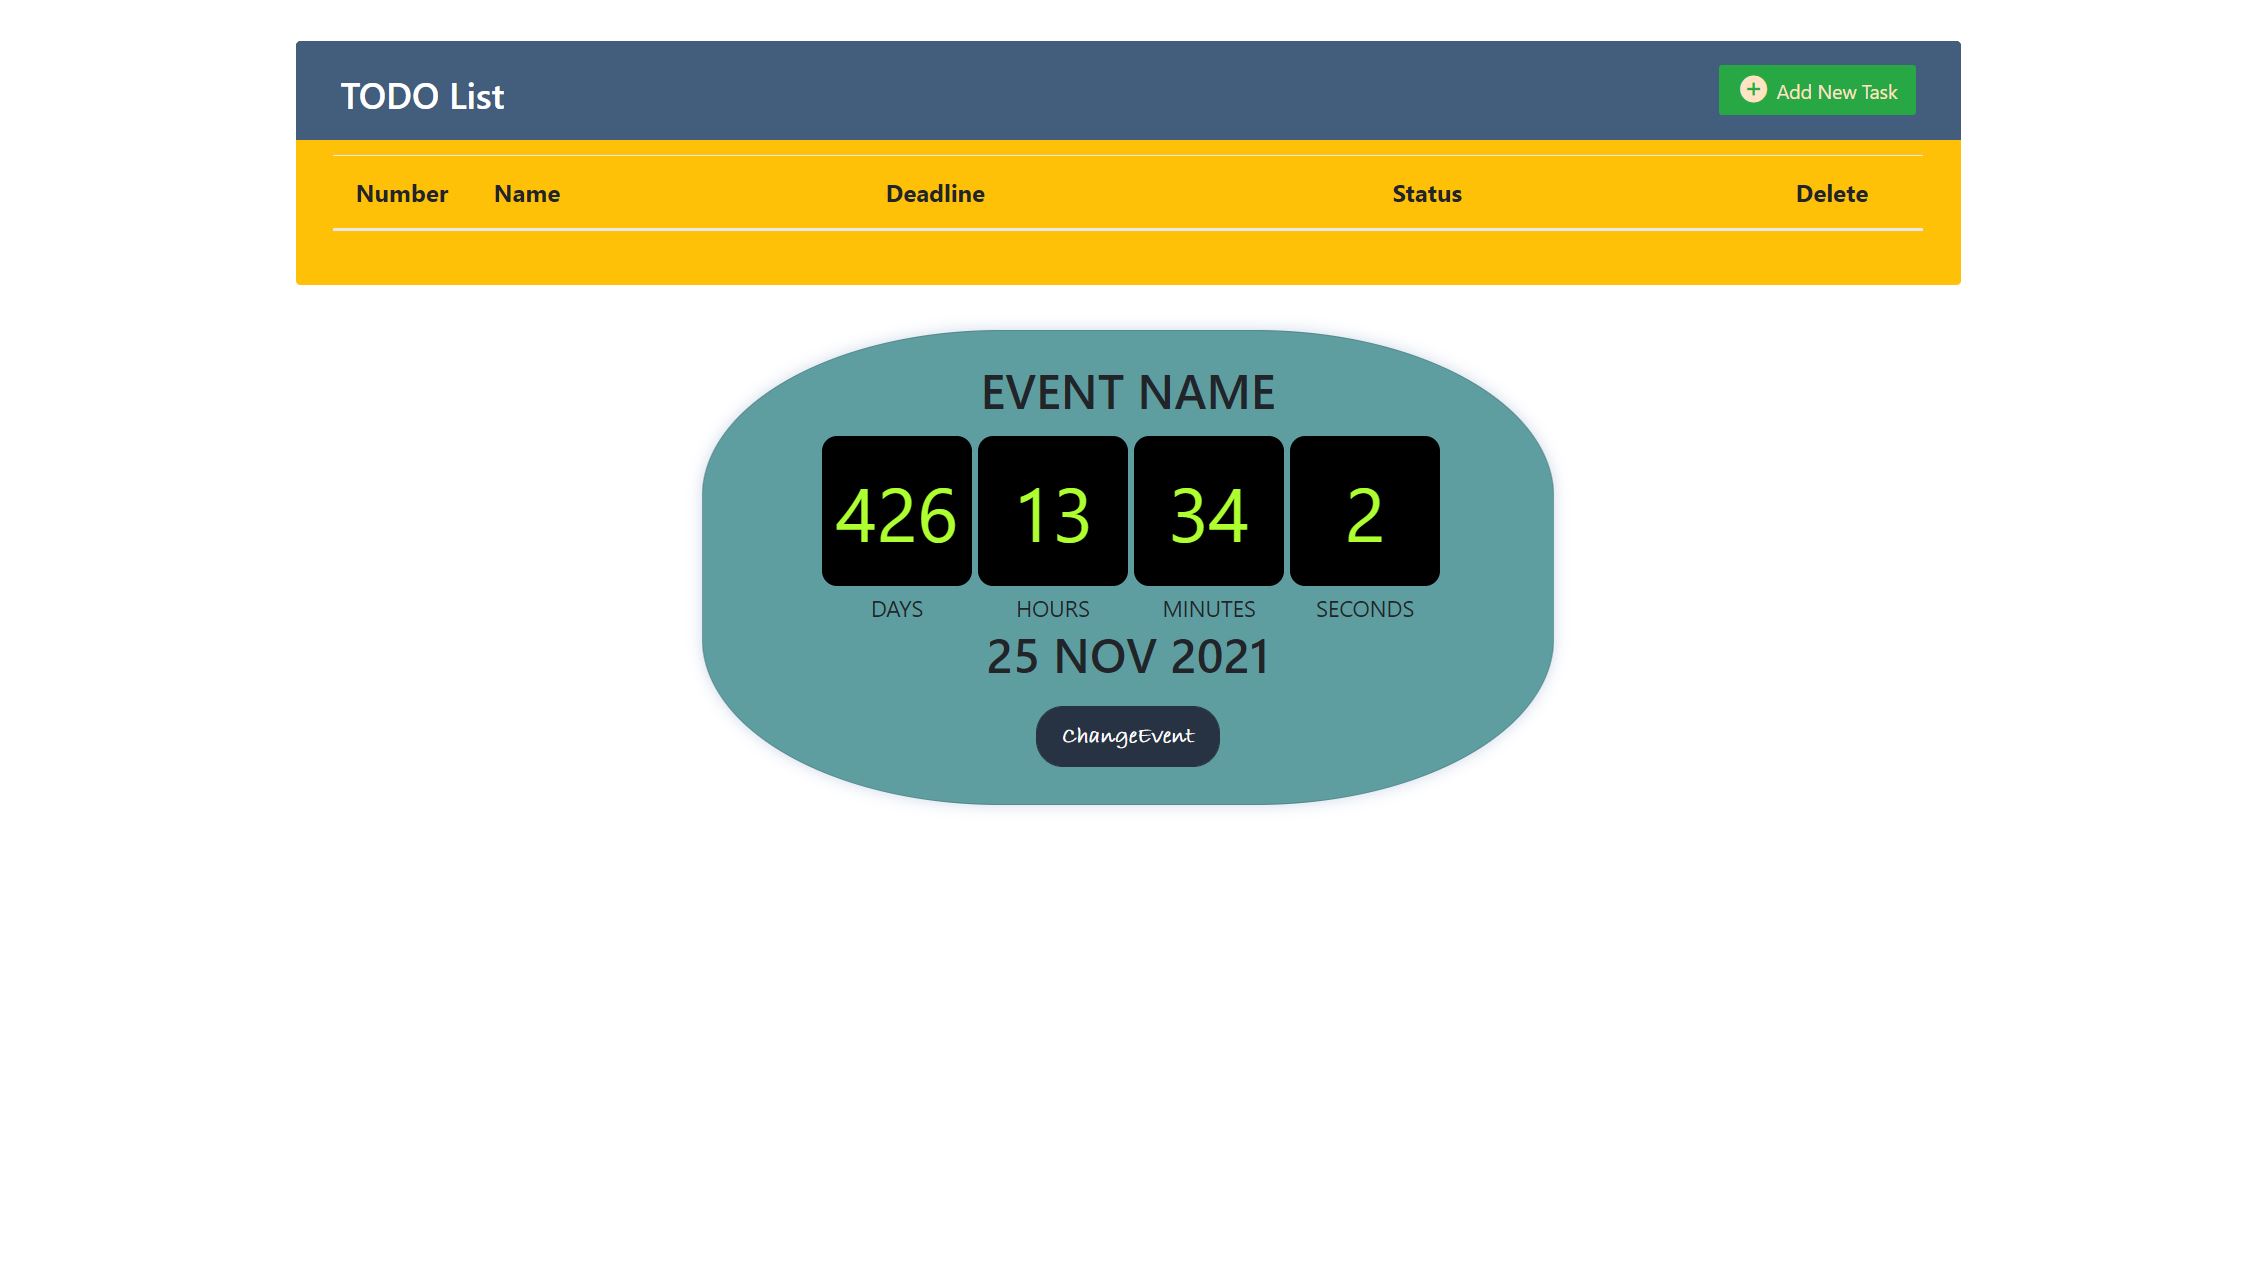 TODO List
Add New Task
Number Name Deadline Status Delete
EVENT NAME
426 13 34 2
DAYS HOURS MINUTES SECONDS
25 NOV 2021
ChangeEvent